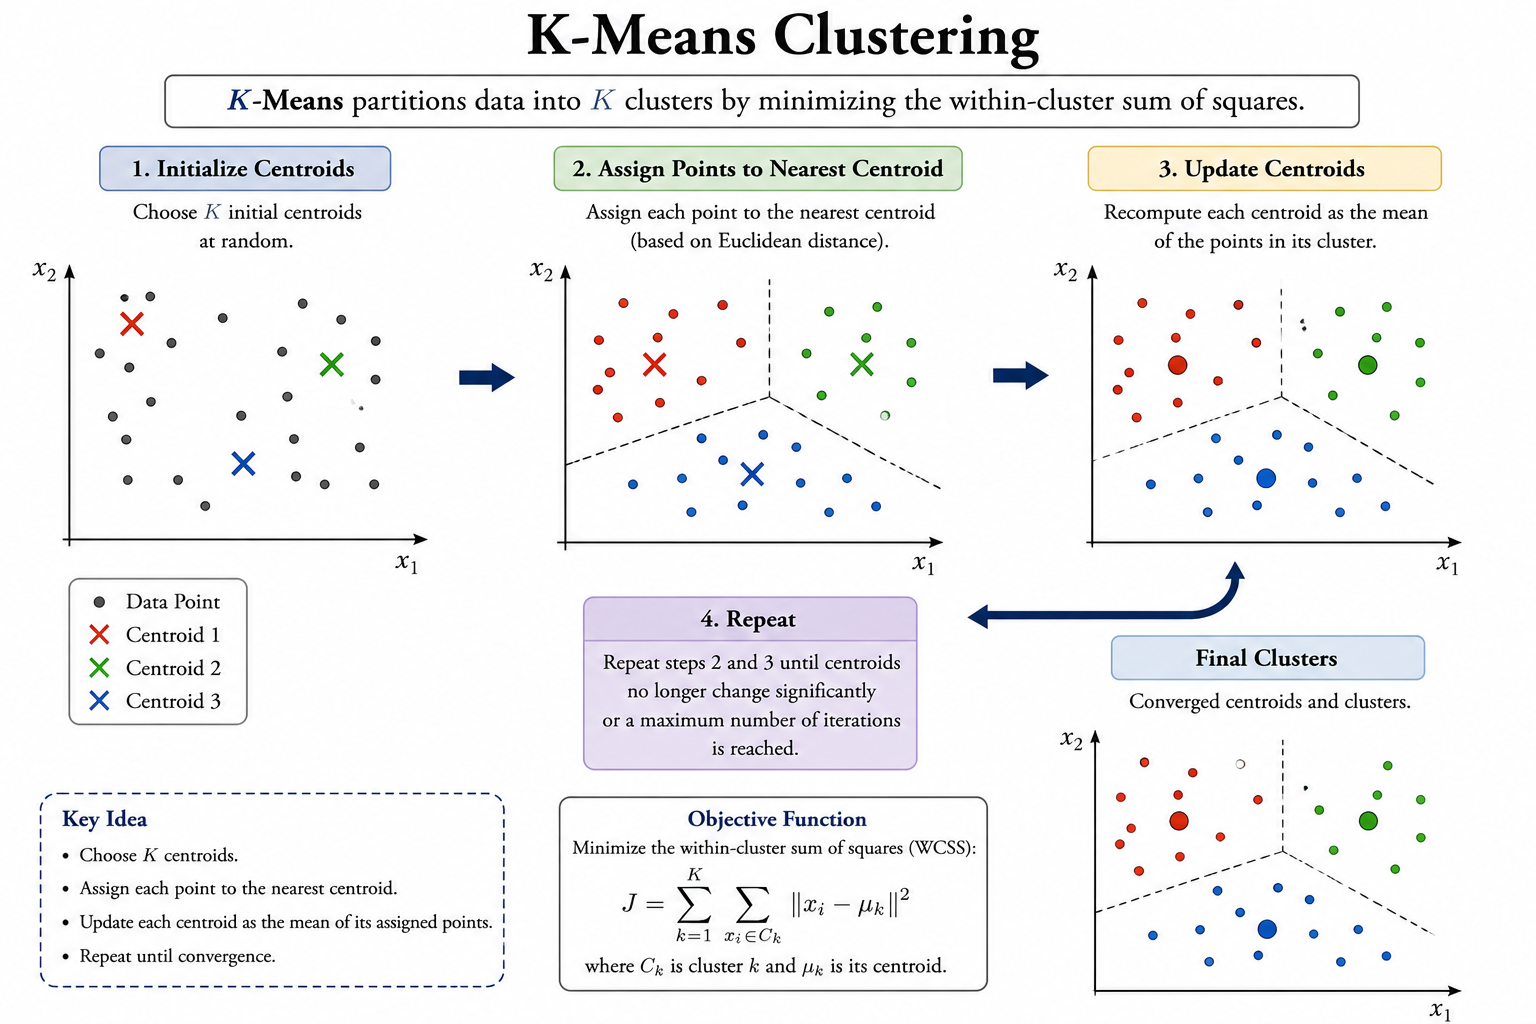 K-Means Clustering
K-Means partitions data into K clusters by minimizing the within-cluster sum of squares.
1. Initialize Centroids
Choose K initial centroids
at random.
x₂
x₁
2. Assign Points to Nearest Centroid
Assign each point to the nearest centroid
(based on Euclidean distance).
x₂
x₁
3. Update Centroids
Recompute each centroid as the mean
of the points in its cluster.
x₂
x₁
Data Point
Centroid 1
Centroid 2
Centroid 3
4. Repeat
Repeat steps 2 and 3 until centroids
no longer change significantly
or a maximum number of iterations
is reached.
Final Clusters
Converged centroids and clusters.
x₂
x₁
Key Idea
• Choose K centroids.
• Assign each point to the nearest centroid.
• Update each centroid as the mean of its assigned points.
• Repeat until convergence.
Objective Function
Minimize the within-cluster sum of squares (WCSS):
J = ∑_{k=1}^{K} ∑_{x_i∈C_k} ‖x_i − μ_k‖²
where C_k is cluster k and μ_k is its centroid.